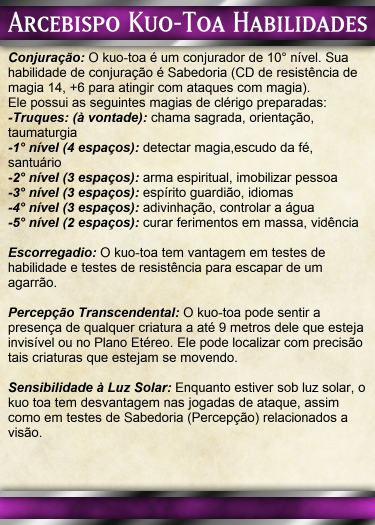 Arcebispo Kuo-Toa Habilidades
Conjuração: O kuo-toa é um conjurador de 10° nível. Sua
habilidade de conjuração é Sabedoria (CD de resistência de
magia 14, +6 para atingir com ataques com magia).
Ele possui as seguintes magias de clérigo preparadas:
-Truques: (à vontade): chama sagrada, orientação,
taumaturgia
-1° nível (4 espaços): detectar magia,escudo da fé,
santuário
-2° nível (3 espaços): arma espiritual, imobilizar pessoa
-3° nível (3 espaços): espírito guardião, idiomas
-4° nível (3 espaços): adivinhação, controlar a água
-5° nível (2 espaços): curar ferimentos em massa, vidência
Escorregadio: O kuo-toa tem vantagem em testes de
habilidade e testes de resistência para escapar de um
agarrão.
Percepção Transcendental: O kuo-toa pode sentir a
presença de qualquer criatura a até 9 metros dele que esteja
invisível ou no Plano Etéreo. Ele pode localizar com precisão
tais criaturas que estejam se movendo.
Sensibilidade à Luz Solar: Enquanto estiver sob luz solar, o
kuo toa tem desvantagem nas jogadas de ataque, assim
como em testes de Sabedoria (Percepção) relacionados a
visão.